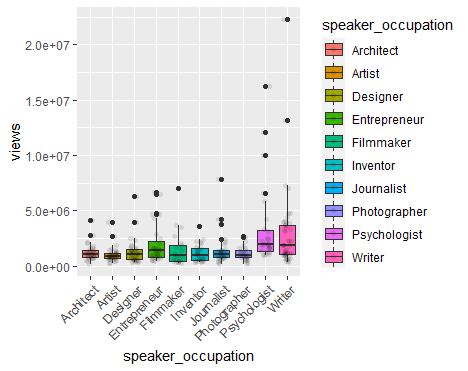 speaker_occupation
2.0e+07
1.5e+07
1.0e+07
5.0e+06
0.0e+00
views
Architect
Artist
Designer
Entrepreneur
Filmmaker
Inventor
Journalist
Photographer
Psychologist
Writer
speaker_occupation
Architect
Artist
Designer
Entrepreneur
Filmmaker
Inventor
Journalist
Photographer
Psychologist
Writer